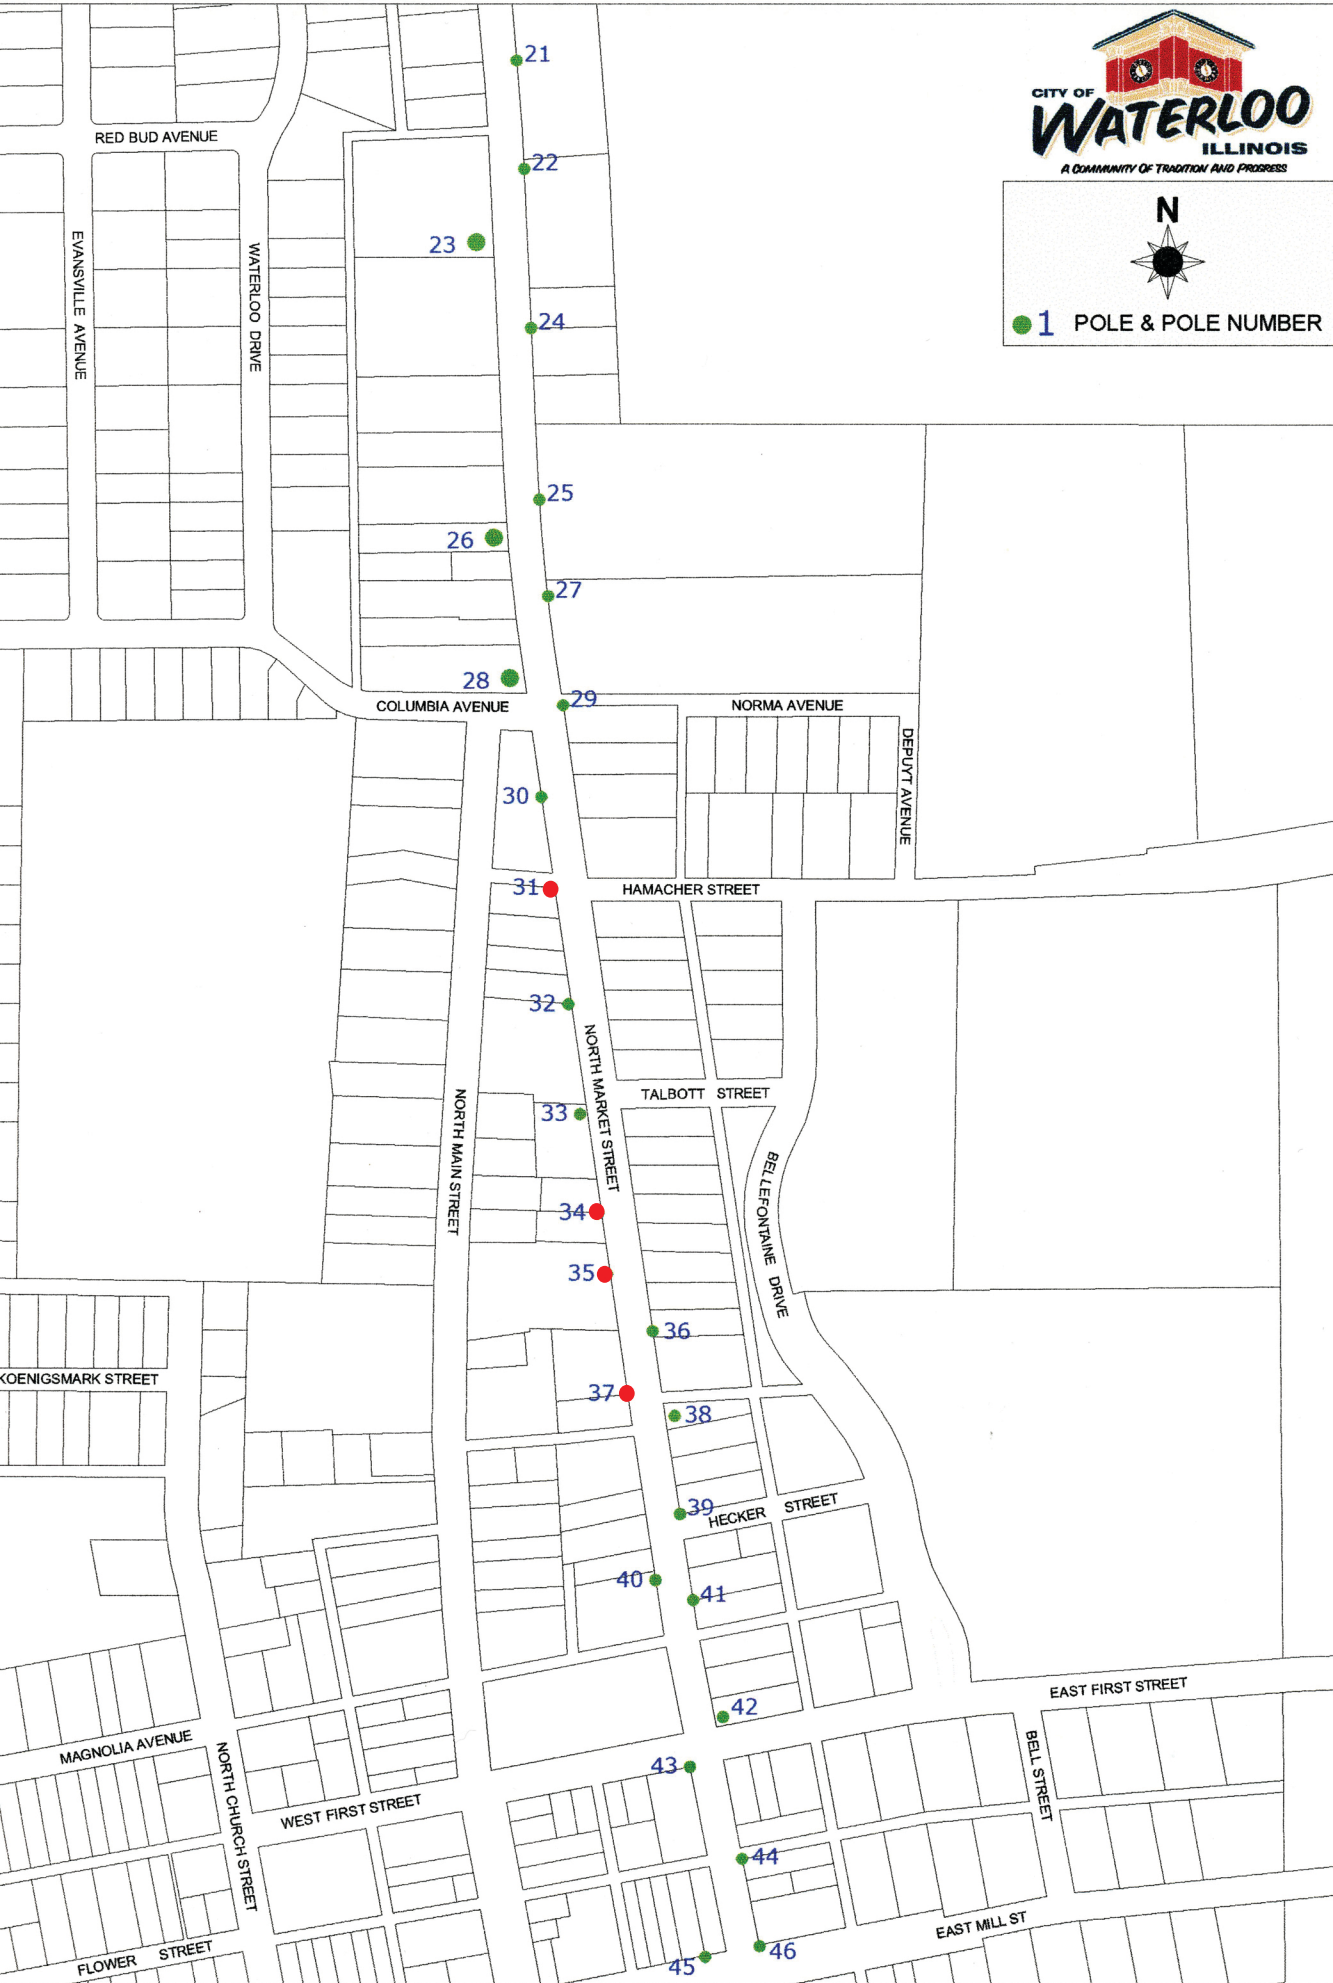 CITY OF
WATERLOO
ILLINOIS
A COMMUNITY OF TRADITION AND PROGRESS
N
1 POLE & POLE NUMBER
21
RED BUD AVENUE
22
23
EVANSVILLE AVENUE
WATERLOO DRIVE
24
25
26
27
28
29
COLUMBIA AVENUE
NORMA AVENUE
DEPUYT AVENUE
30
31
HAMACHER STREET
32
NORTH MARKET STREET
TALBOTT STREET
33
NORTH MAIN STREET
BELLEFONTAINE DRIVE
34
35
36
KOENIGSMARK STREET
37
38
39
HECKER STREET
40
41
EAST FIRST STREET
42
MAGNOLIA AVENUE
NORTH CHURCH STREET
BELL STREET
43
WEST FIRST STREET
44
EAST MILL ST
46
45
FLOWER STREET